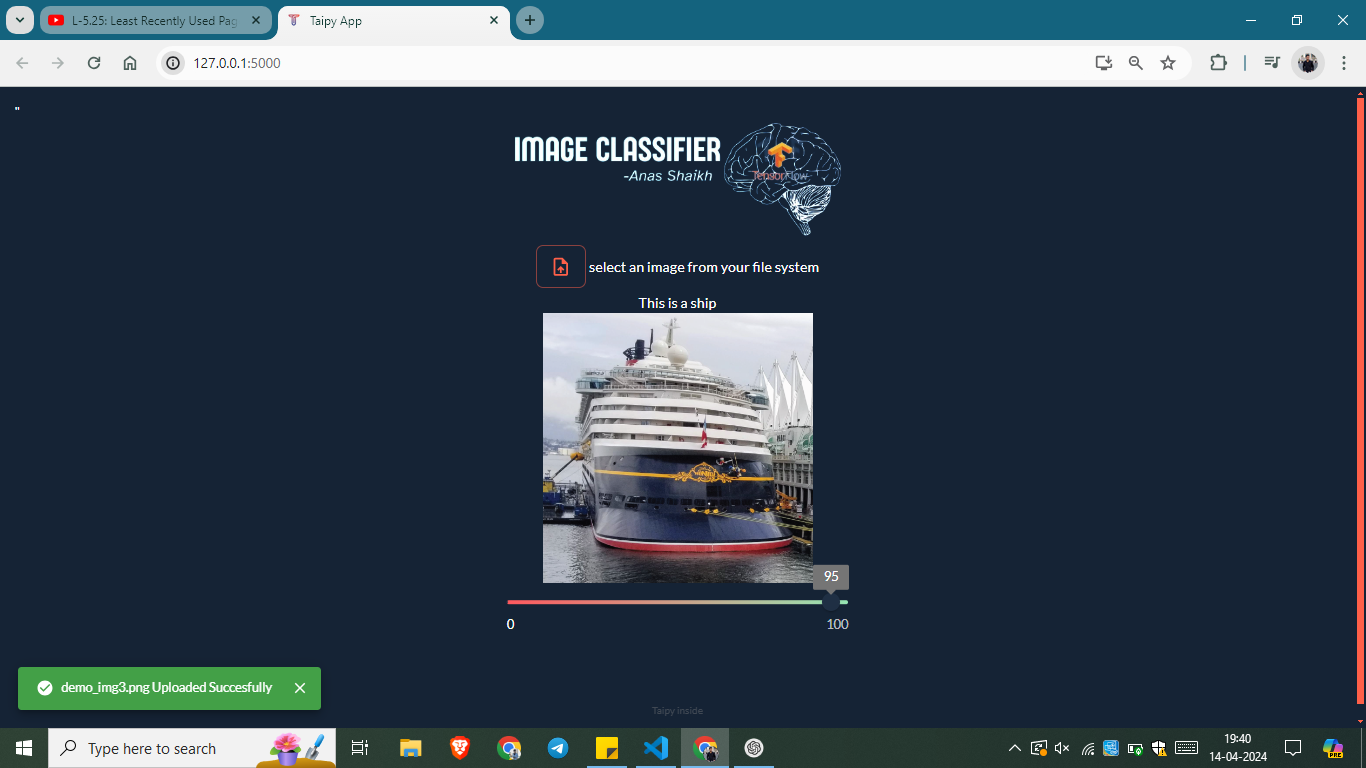 L-5.25: Least Recently Used Pag
Taipy App
127.0.0.1:5000
"
IMAGE CLASSIFIER
-Anas Shaikh
TensorFlow
select an image from your file system
This is a ship
95
0
100
demo_img3.png Uploaded Succesfully
Taipy inside
Type here to search
19:40
14-04-2024
PRE